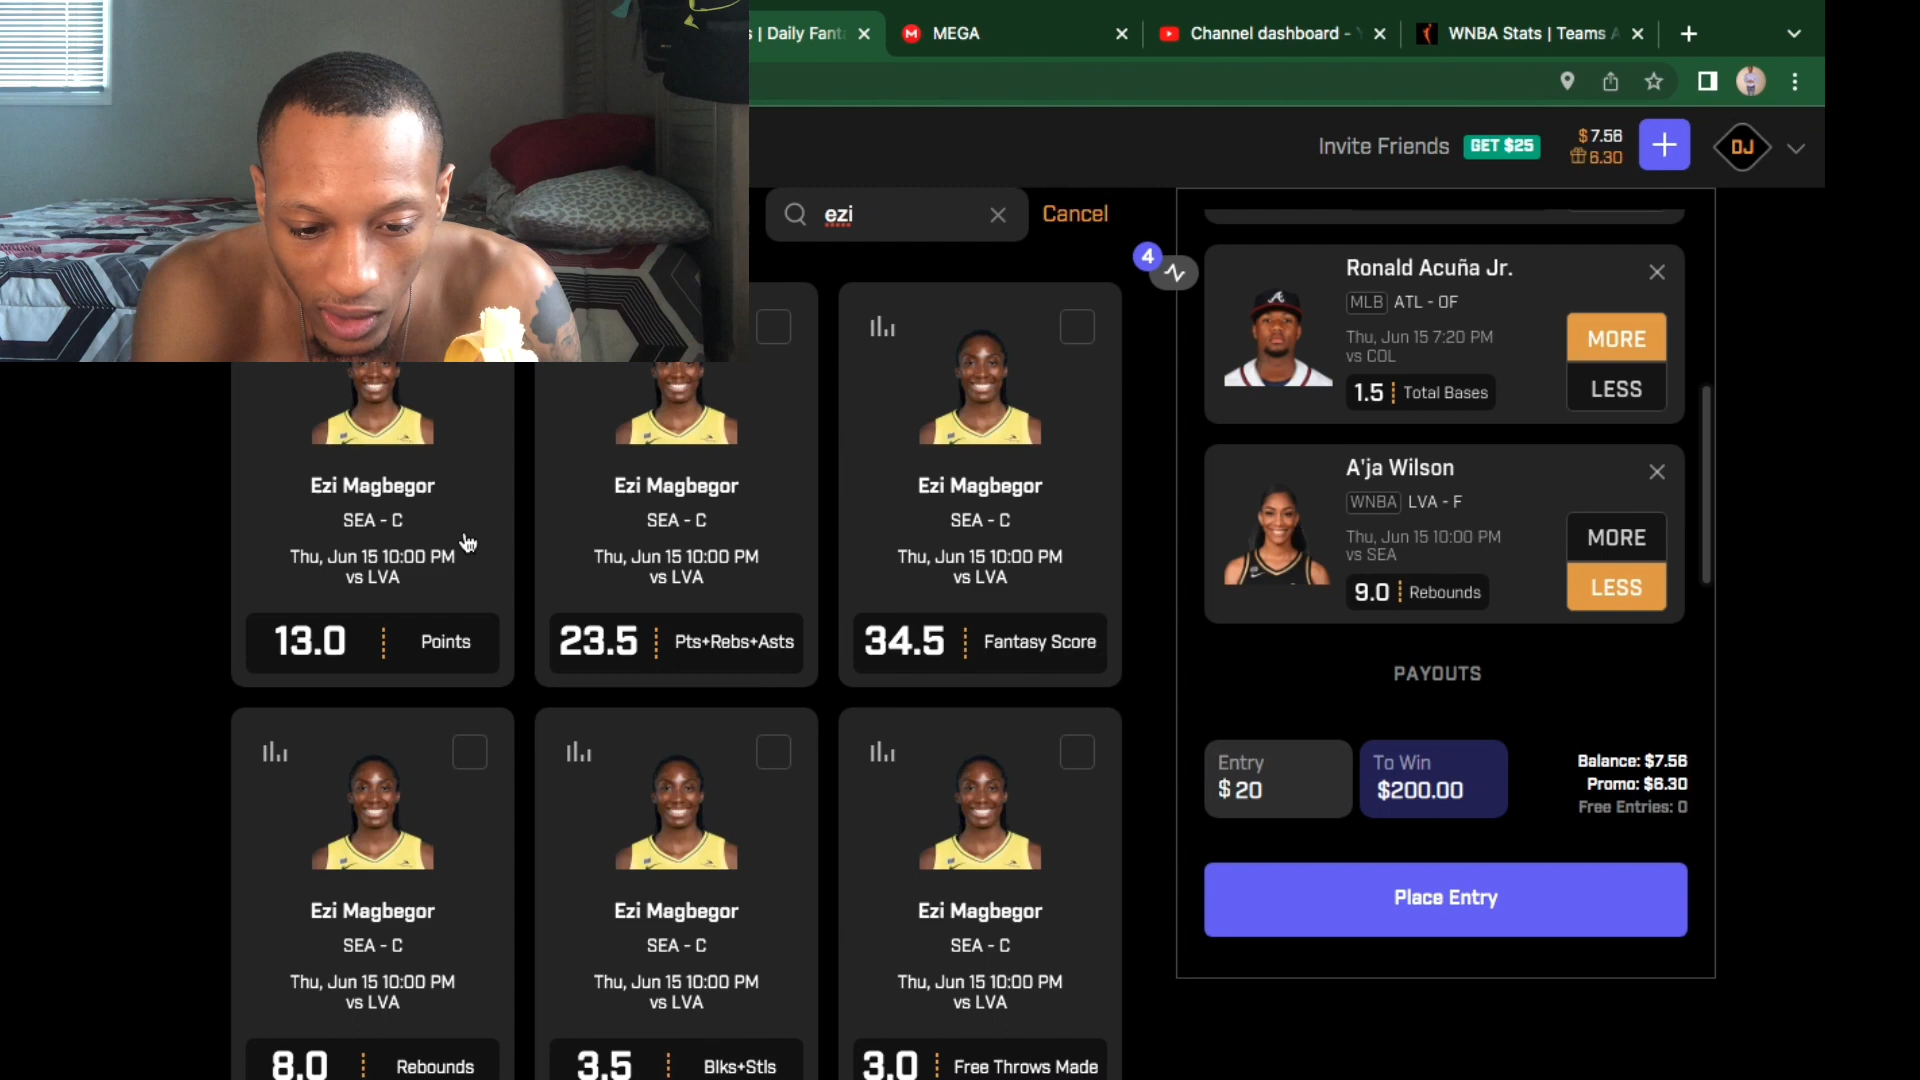 s | Daily Fanta
MEGA
Channel dashboard - Y
WNBA Stats | Teams A
Invite Friends
GET $25
$7.56
6.30
DJ
ezi
Cancel
4
Ronald Acuña Jr.
MLB ATL - OF
Thu, Jun 15 7:20 PM
vs COL
1.5 Total Bases
MORE
LESS
A'ja Wilson
WNBA LVA - F
Thu, Jun 15 10:00 PM
vs SEA
9.0 Rebounds
MORE
LESS
PAYOUTS
Entry
$ 20
To Win
$200.00
Balance: $7.56
Promo: $6.30
Free Entries: 0
Place Entry
Ezi Magbegor
SEA - C
Thu, Jun 15 10:00 PM
vs LVA
13.0 Points
Ezi Magbegor
SEA - C
Thu, Jun 15 10:00 PM
vs LVA
23.5 Pts+Rebs+Asts
Ezi Magbegor
SEA - C
Thu, Jun 15 10:00 PM
vs LVA
34.5 Fantasy Score
Ezi Magbegor
SEA - C
Thu, Jun 15 10:00 PM
vs LVA
8.0 Rebounds
Ezi Magbegor
SEA - C
Thu, Jun 15 10:00 PM
vs LVA
3.5 Blks+Stls
Ezi Magbegor
SEA - C
Thu, Jun 15 10:00 PM
vs LVA
3.0 Free Throws Made